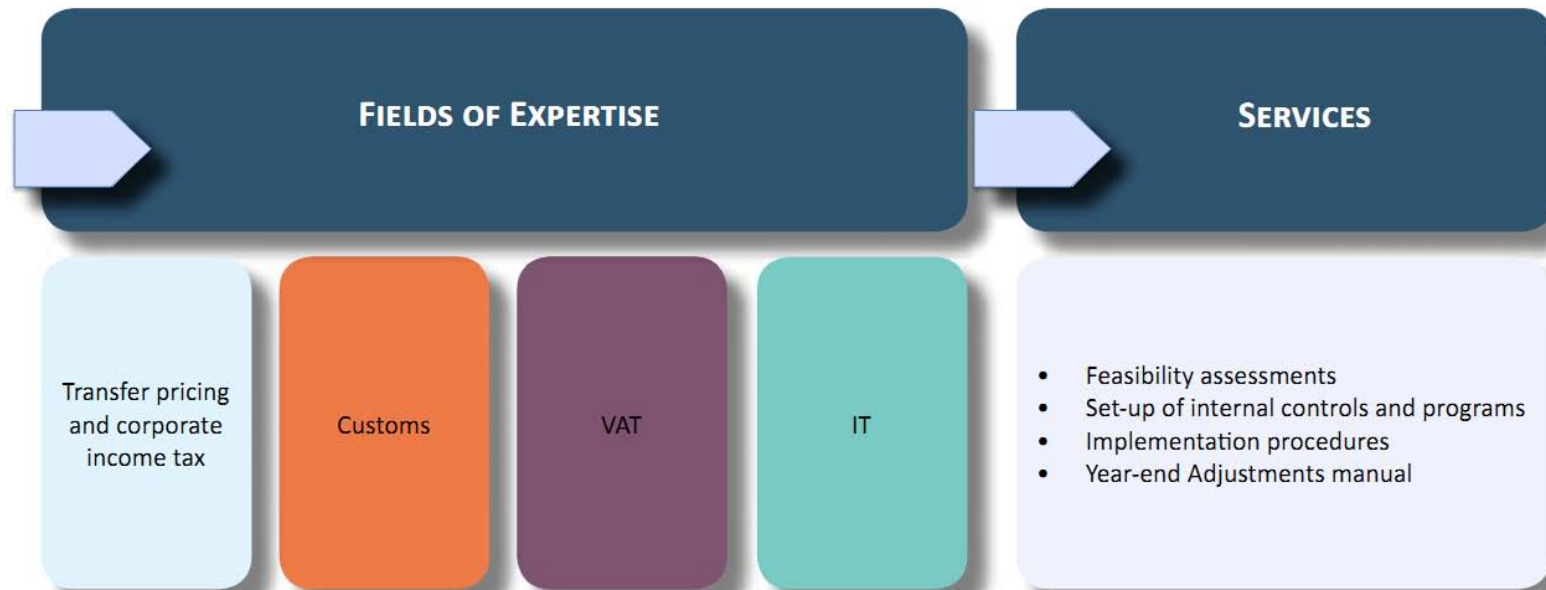 FIELDS OF EXPERTISE
SERVICES
Transfer pricing
and corporate
income tax
Customs
VAT
IT
• Feasibility assessments
• Set-up of internal controls and programs
• Implementation procedures
• Year-end Adjustments manual